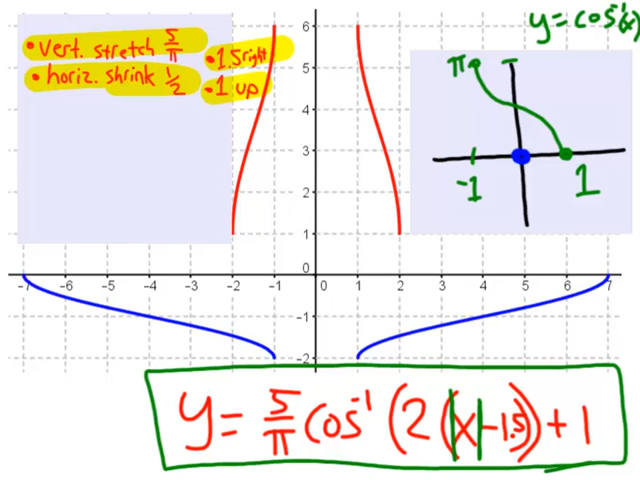 y = cos⁻¹(x)
• vert. stretch 5/π
• 1.5 right
• horiz. shrink 1/2
• 1 up
π
-1
1
6
5
4
3
2
1
0
-7 -6 -5 -4 -3 -2 -1 0 1 2 3 4 5 6 7
-1
-2
y = 5/π cos⁻¹ (2(|x|-1.5)) + 1